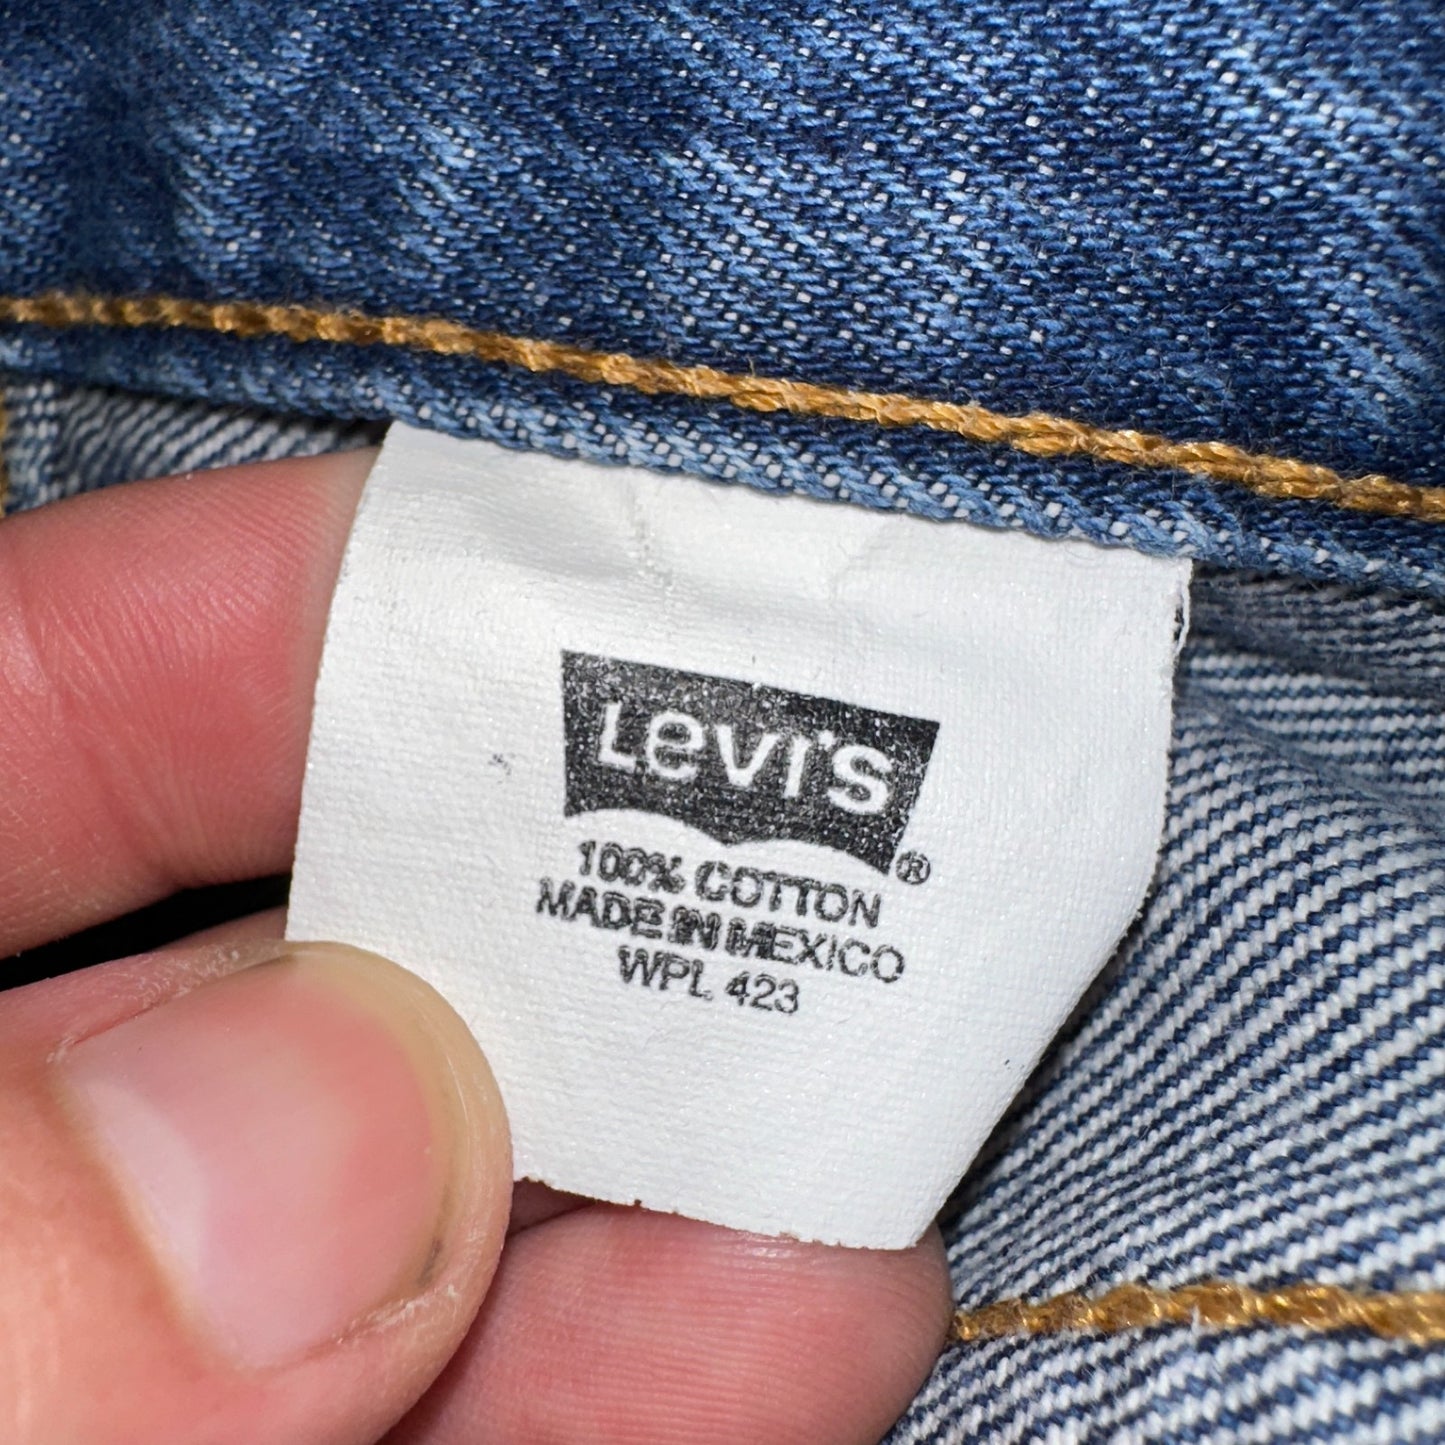 Levi's ®
100% COTTON
MADE IN MEXICO
WPL 423